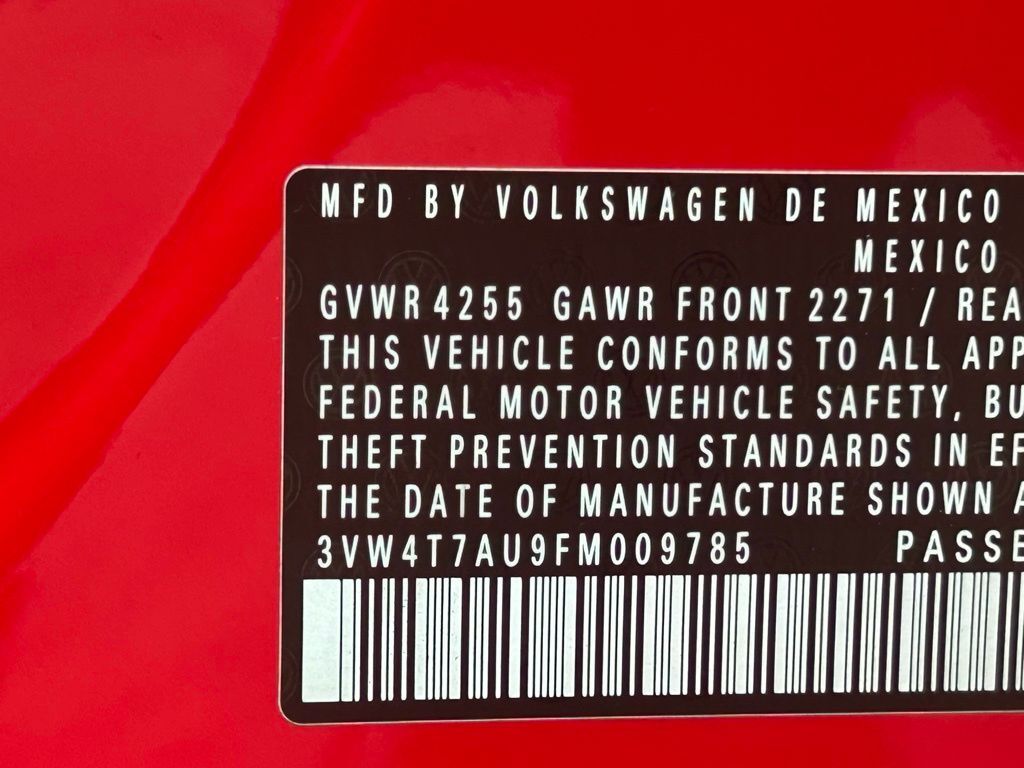 MFD BY VOLKSWAGEN DE MEXICO
MEXICO
GVWR 4255 GAWR FRONT 2271 / REA
THIS VEHICLE CONFORMS TO ALL APP
FEDERAL MOTOR VEHICLE SAFETY, BU
THEFT PREVENTION STANDARDS IN EF
THE DATE OF MANUFACTURE SHOWN A
3VW4T7AU9FM009785 PASSE